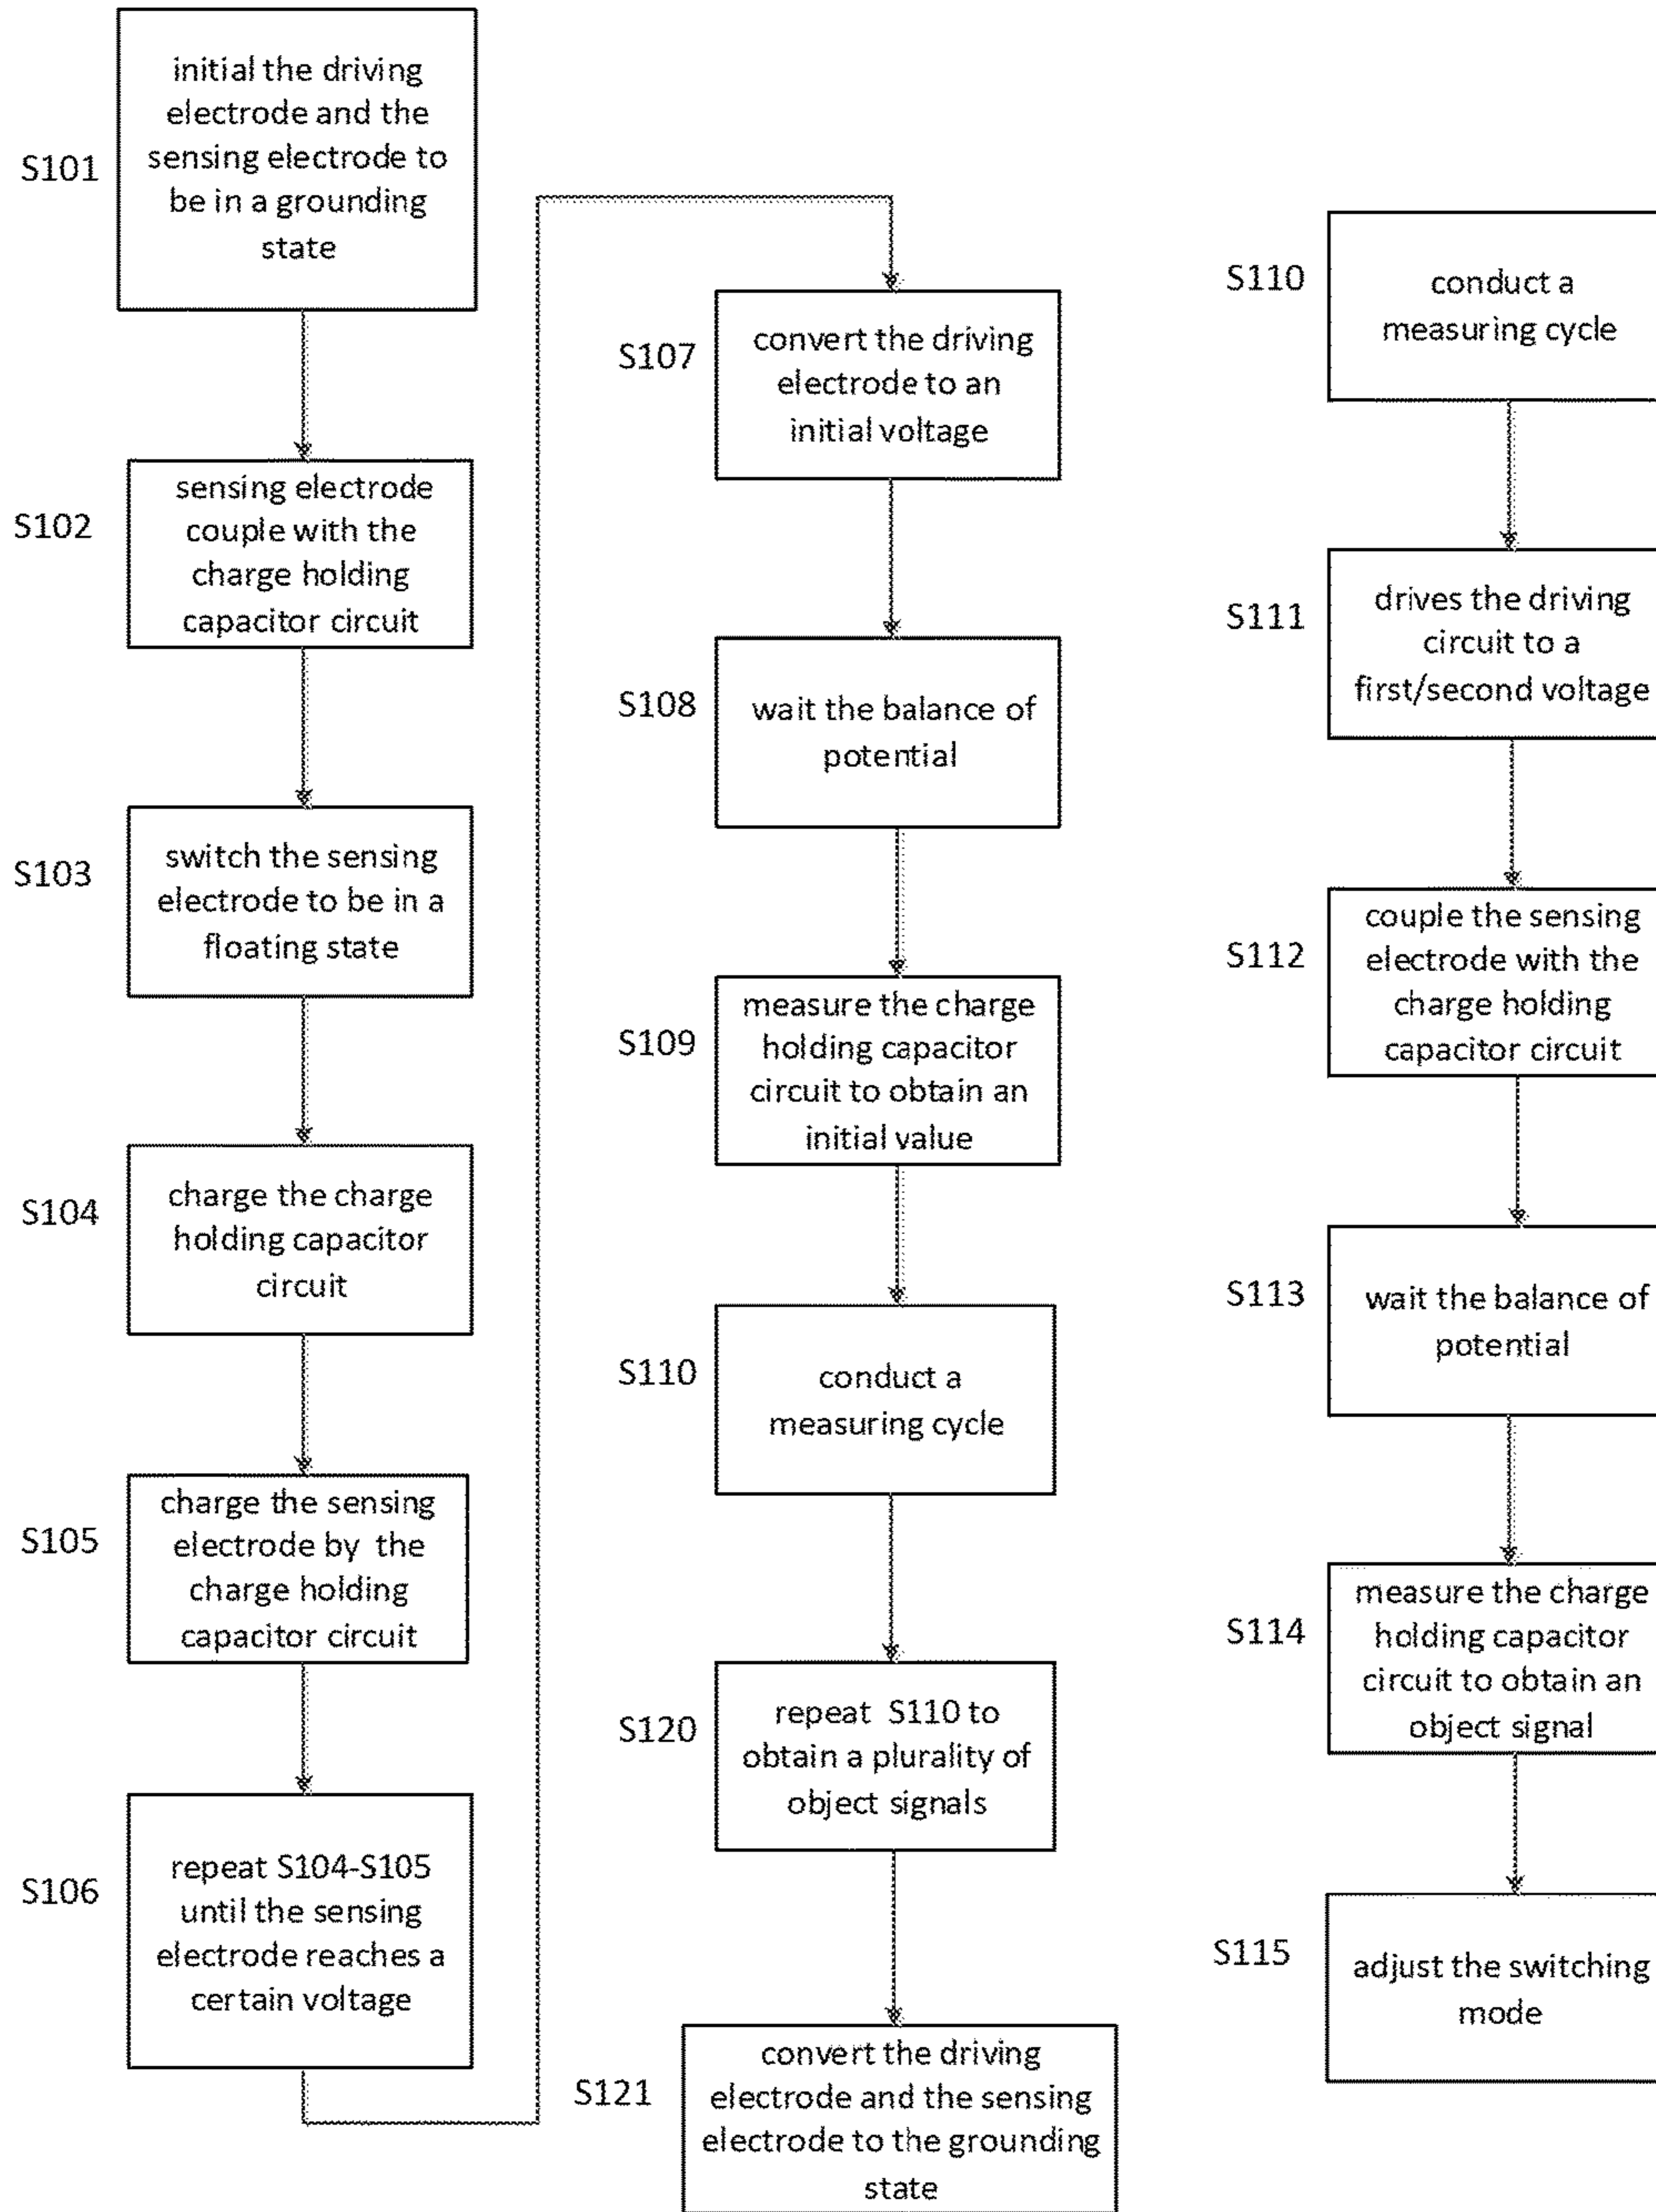 S101
initial the driving
electrode and the
sensing electrode to
be in a grounding
state
S102
sensing electrode
couple with the
charge holding
capacitor circuit
S103
switch the sensing
electrode to be in a
floating state
S104
charge the charge
holding capacitor
circuit
S105
charge the sensing
electrode by the
charge holding
capacitor circuit
S106
repeat S104-S105
until the sensing
electrode reaches a
certain voltage
S107
convert the driving
electrode to an
initial voltage
S108
wait the balance of
potential
S109
measure the charge
holding capacitor
circuit to obtain an
initial value
S110
conduct a
measuring cycle
S120
repeat S110 to
obtain a plurality of
object signals
S121
convert the driving
electrode and the sensing
electrode to the grounding
state
S110
conduct a
measuring cycle
S111
drives the driving
circuit to a
first/second voltage
S112
couple the sensing
electrode with the
charge holding
capacitor circuit
S113
wait the balance of
potential
S114
measure the charge
holding capacitor
circuit to obtain an
object signal
S115
adjust the switching
mode